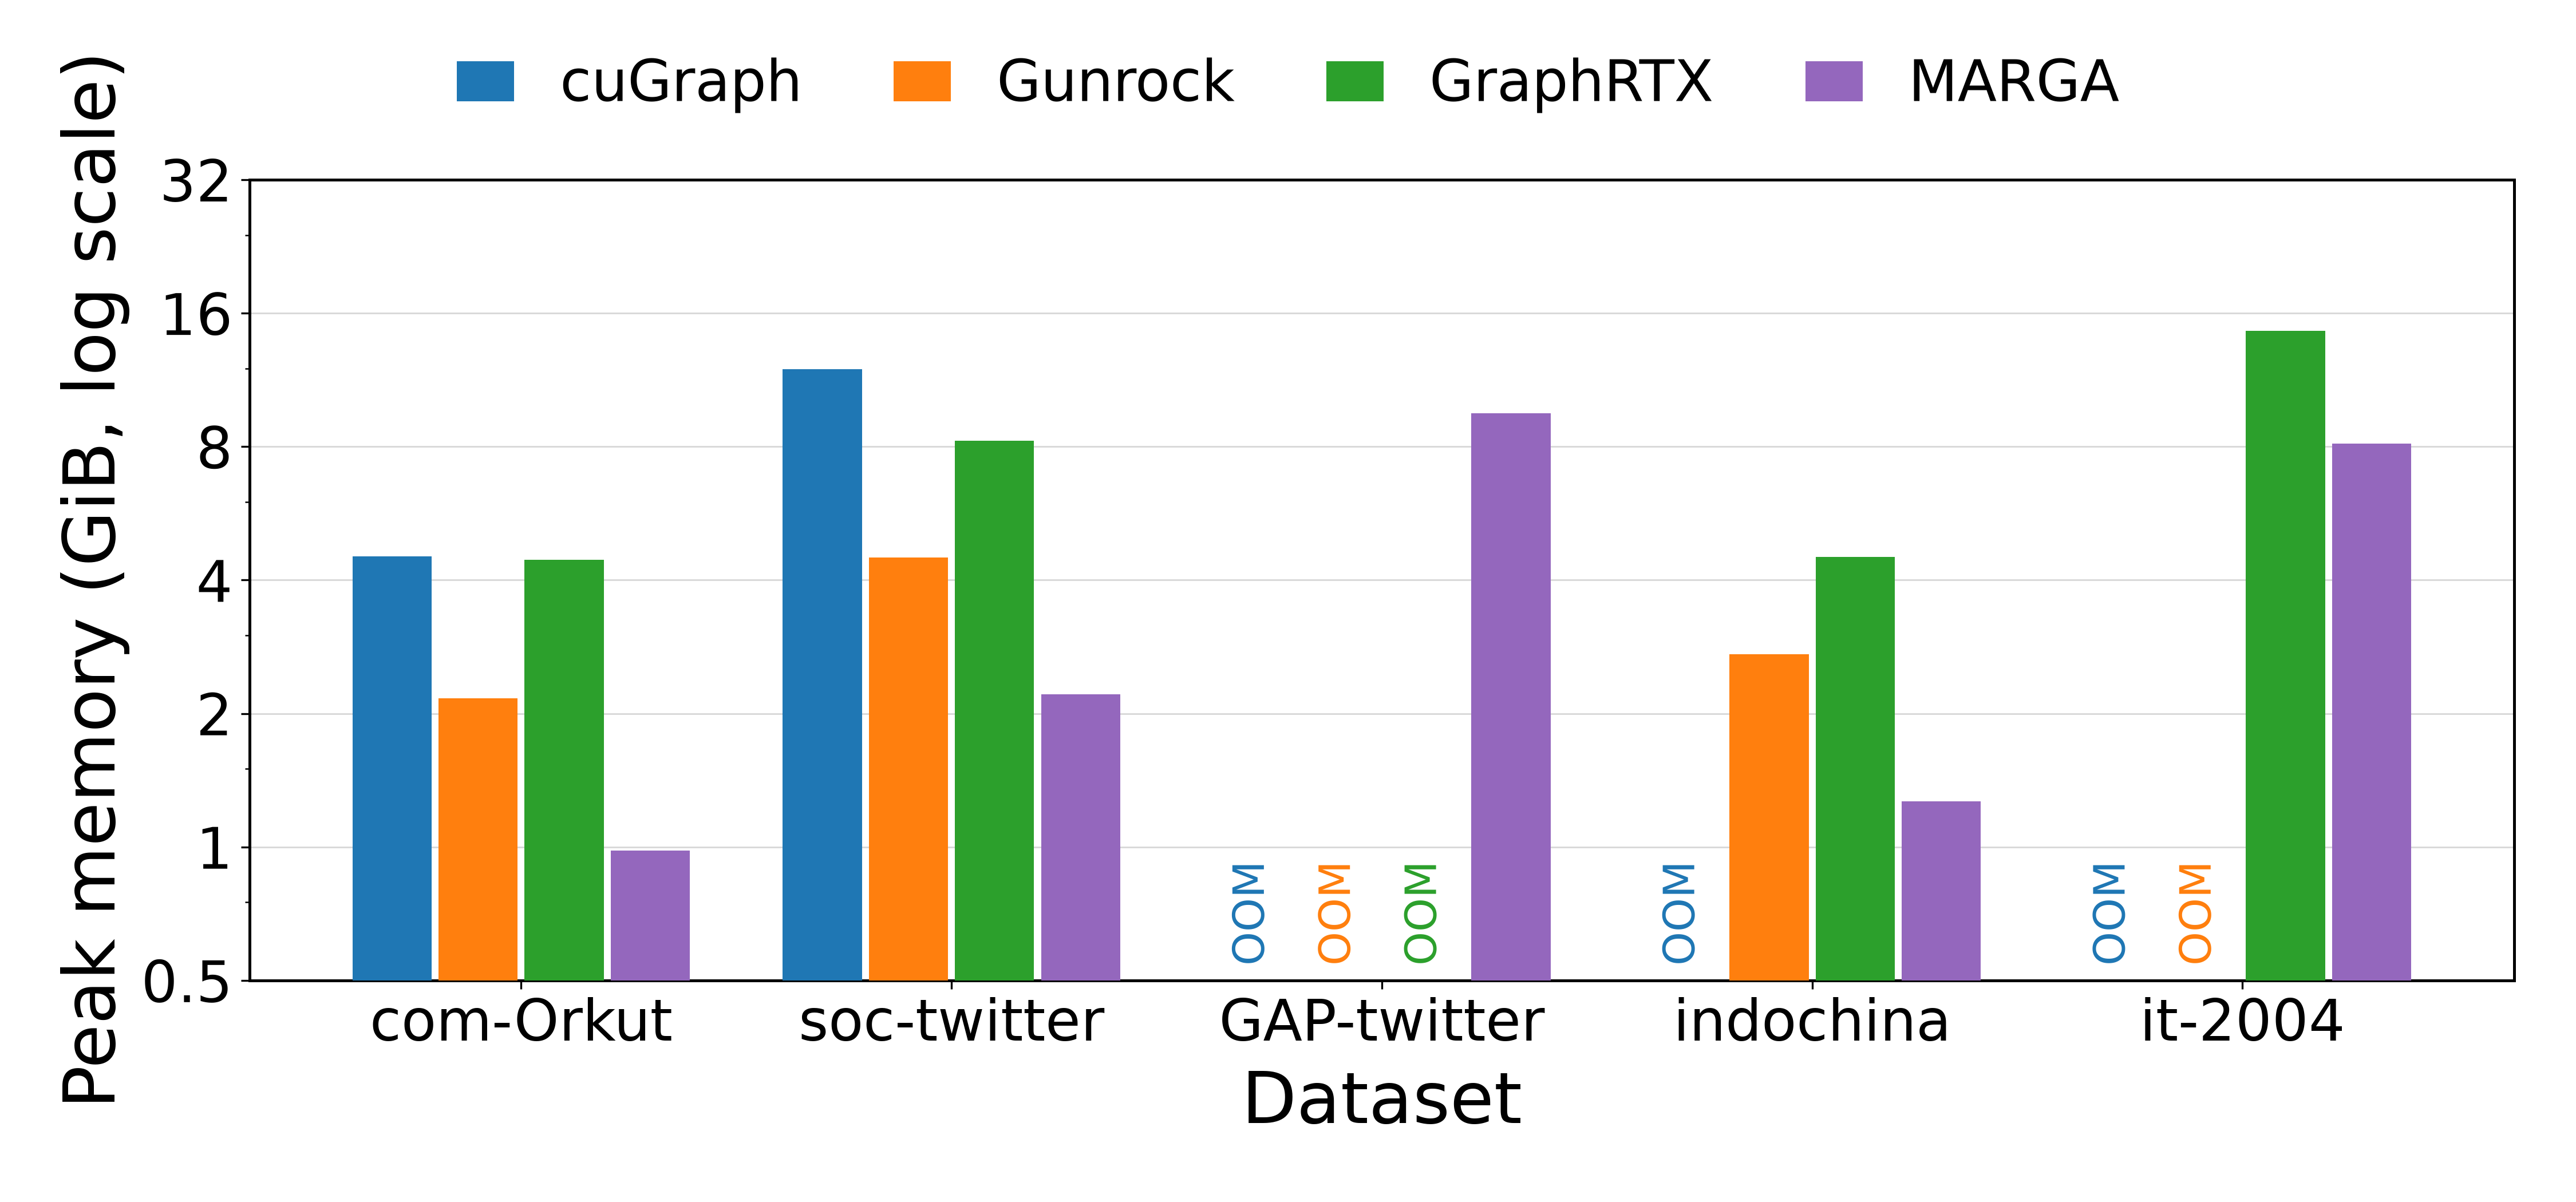 cuGraph Gunrock GraphRTX MARGA
Peak memory (GiB, log scale)
32
16
8
4
2
1
0.5
OOM OOM OOM OOM OOM OOM
com-Orkut soc-twitter GAP-twitter indochina it-2004
Dataset